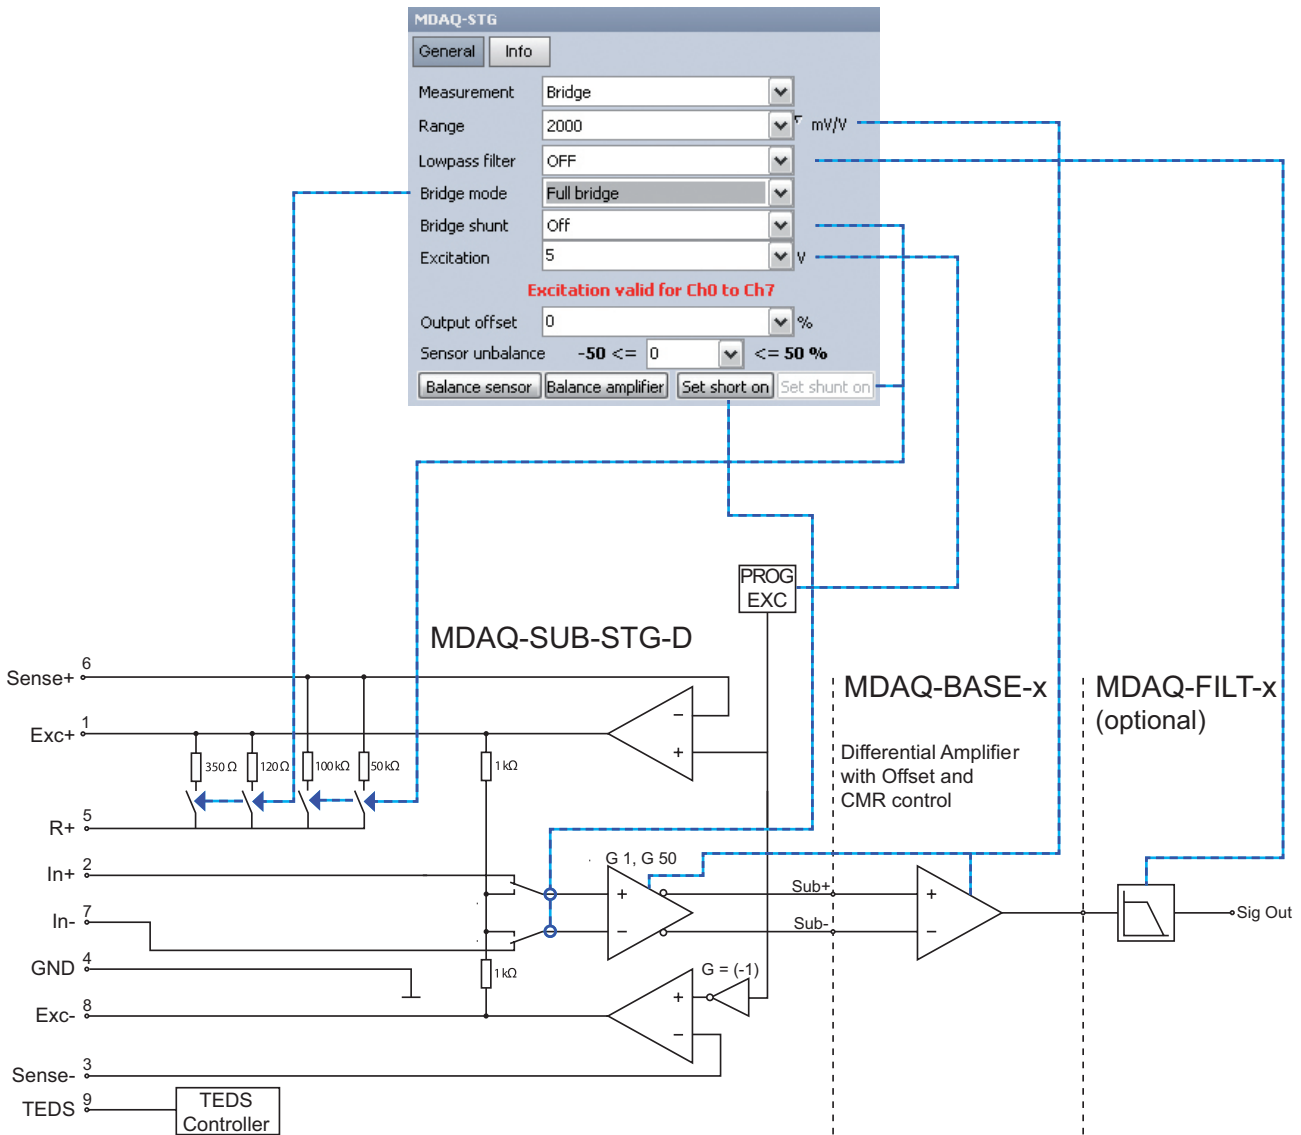 MDAQ-STG
General Info
Measurement Bridge
Range 2000 mV/V
Lowpass filter OFF
Bridge mode Full bridge
Bridge shunt Off
Excitation 5 V
Excitation valid for Ch0 to Ch7
Output offset 0 %
Sensor unbalance -50 <= 0 <= 50 %
Balance sensor Balance amplifier Set short on Set shunt on
PROG
EXC
MDAQ-SUB-STG-D
MDAQ-BASE-x
MDAQ-FILT-x
(optional)
Differential Amplifier
with Offset and
CMR control
Sense+ 6
Exc+ 1
350 Ω 120 Ω 100 kΩ 50 kΩ 1 kΩ
R+ 5
In+ 2
G 1, G 50
+ − Sub+ Sub- + −
In- 7
Sig Out
GND 4
1 kΩ
G = (-1)
Exc- 8
− +
+ −
Sense- 3
TEDS 9
TEDS
Controller